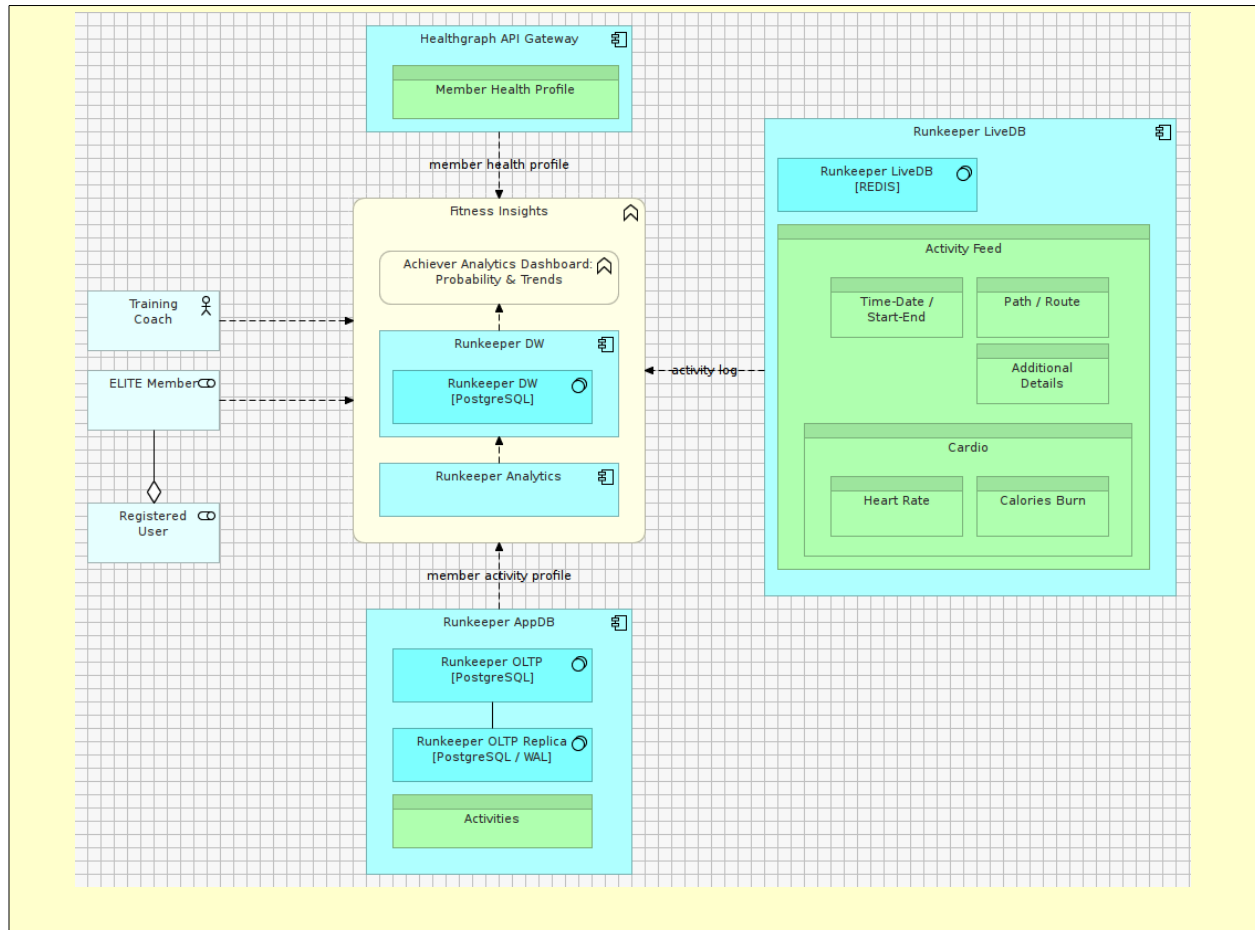 Healthgraph API Gateway
Member Health Profile
member health profile
Fitness Insights
Achiever Analytics Dashboard:
Probability & Trends
Runkeeper DW
Runkeeper DW
[PostgreSQL]
Runkeeper Analytics
Training
Coach
ELITE Member
Registered
User
activity log
Runkeeper LiveDB
Runkeeper LiveDB
[REDIS]
Activity Feed
Time-Date /
Start-End
Path / Route
Additional
Details
Cardio
Heart Rate
Calories Burn
member activity profile
Runkeeper AppDB
Runkeeper OLTP
[PostgreSQL]
Runkeeper OLTP Replica
[PostgreSQL / WAL]
Activities